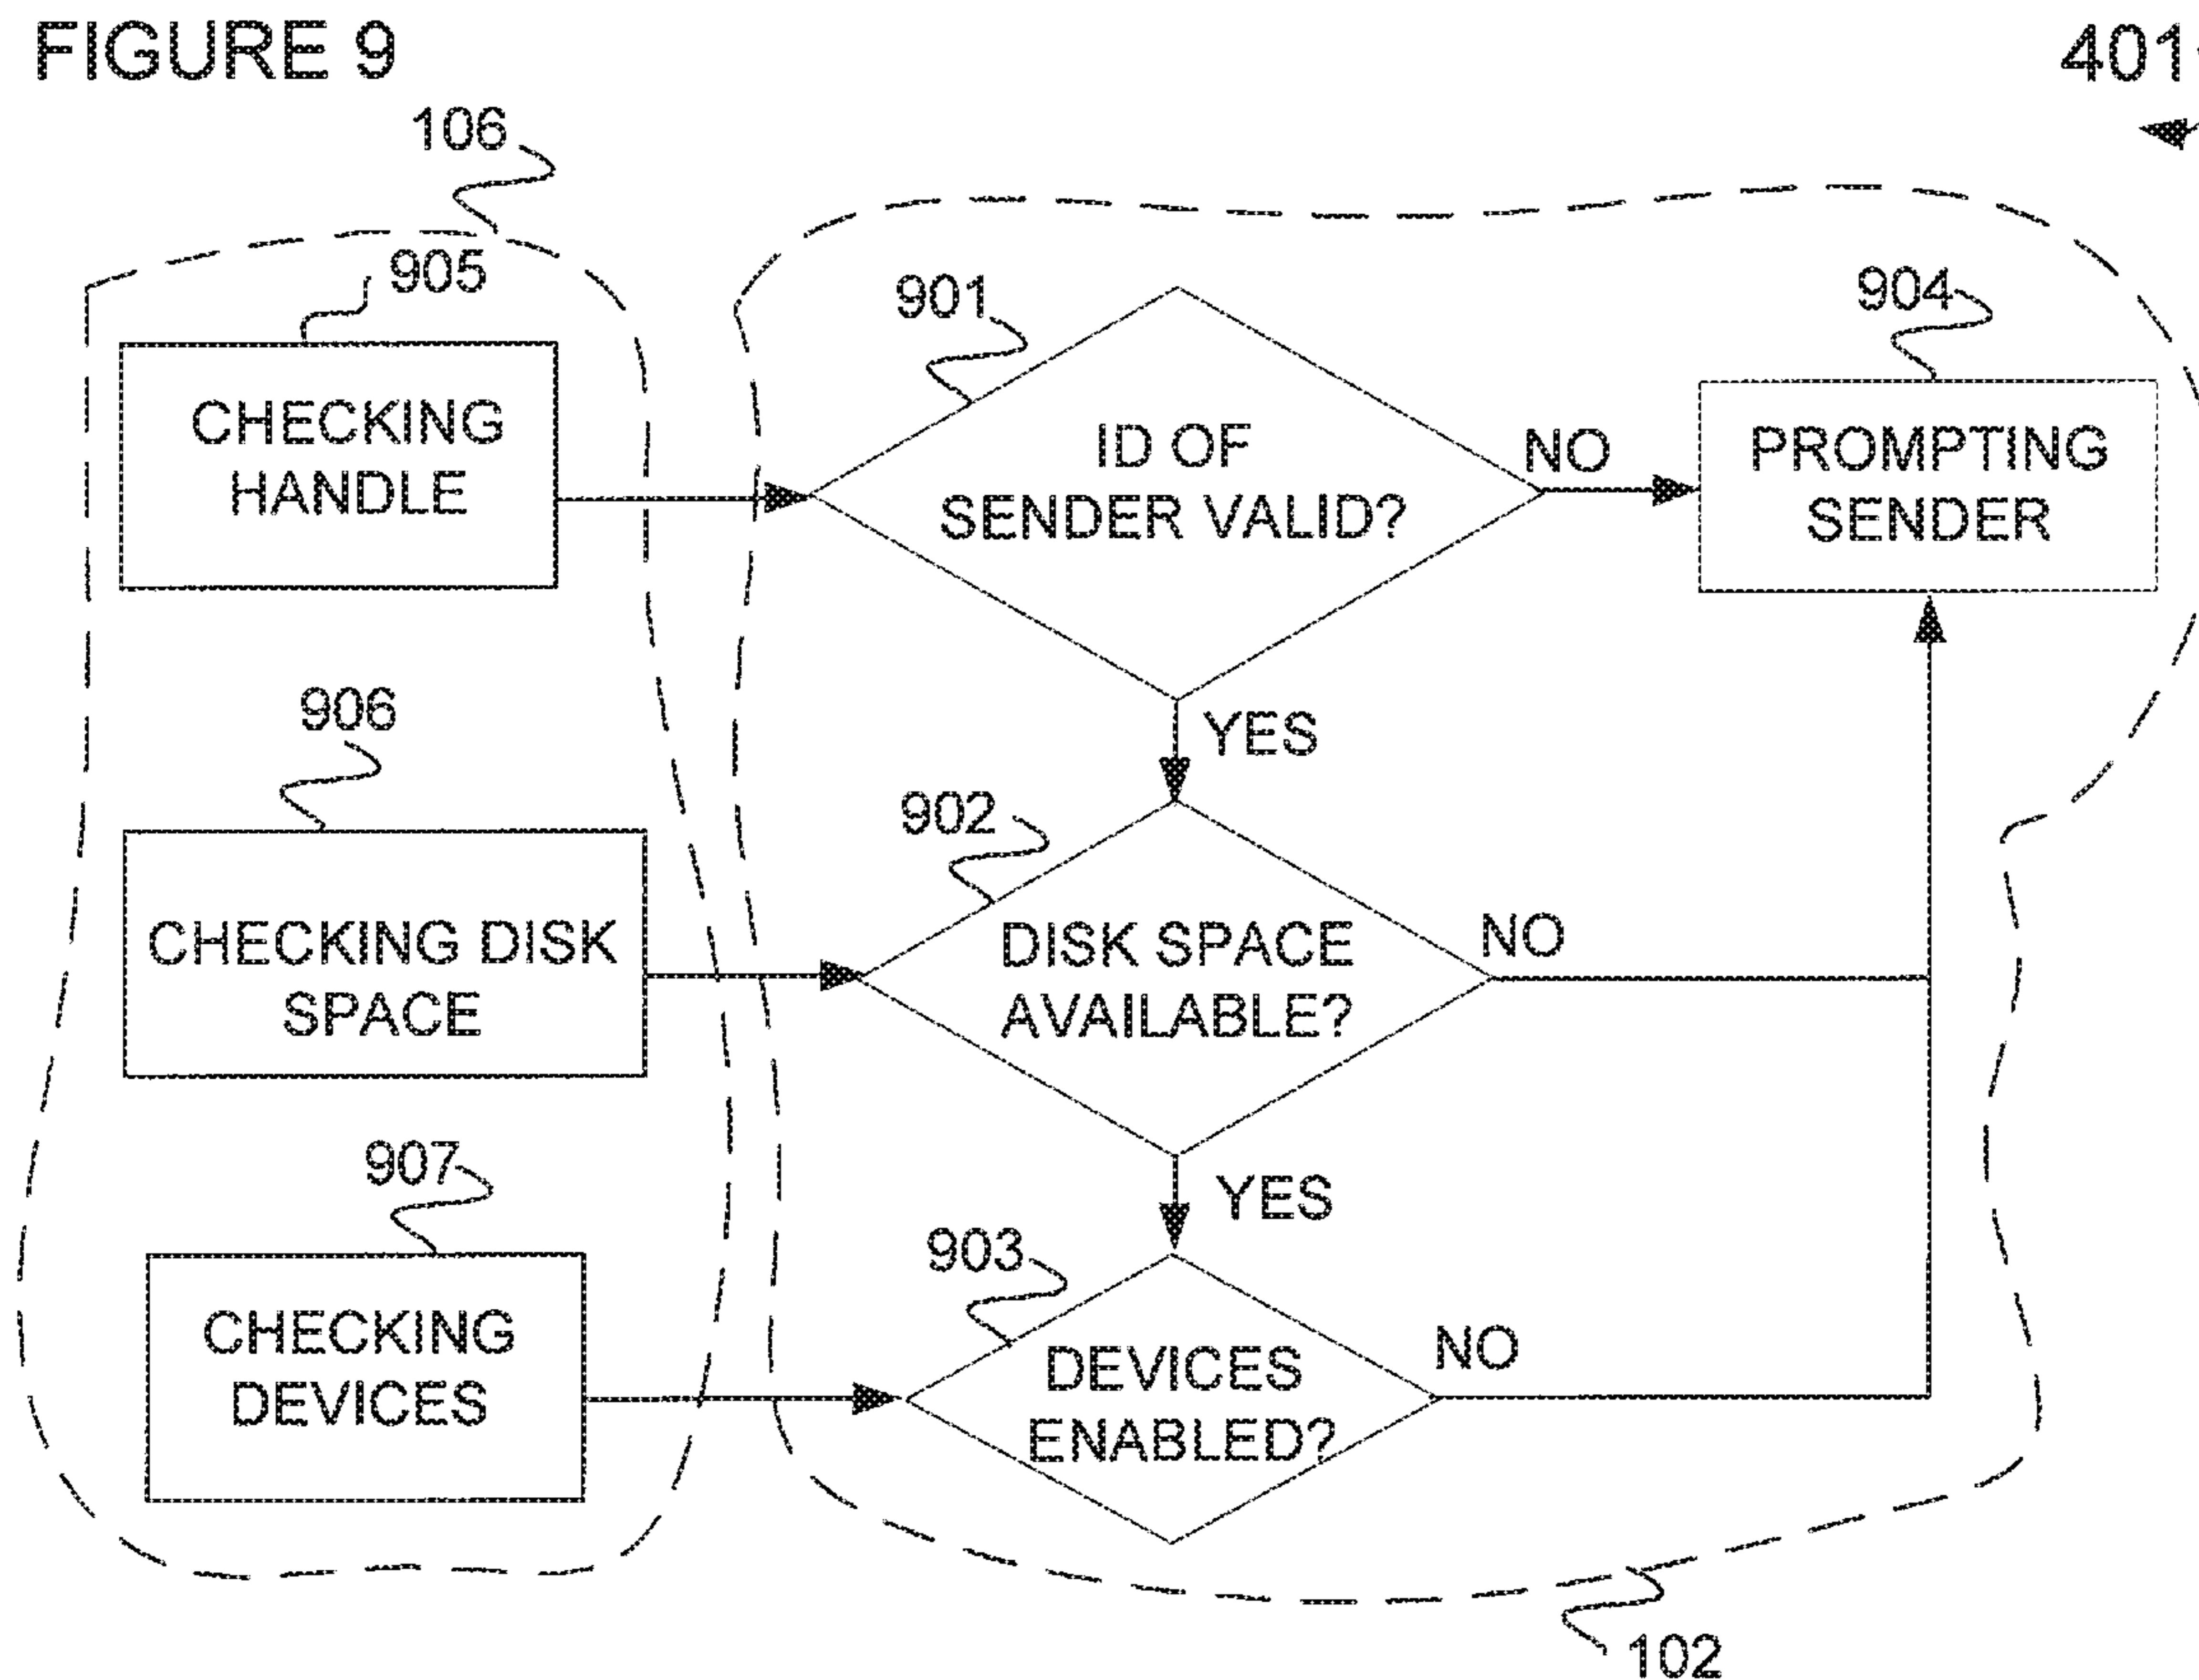 FIGURE 9
401
106
905
901
904
CHECKING
HANDLE
ID OF
SENDER VALID?
NO
PROMPTING
SENDER
906
YES
902
CHECKING DISK
SPACE
DISK SPACE
AVAILABLE?
NO
907
YES
903
CHECKING
DEVICES
DEVICES
ENABLED?
NO
102